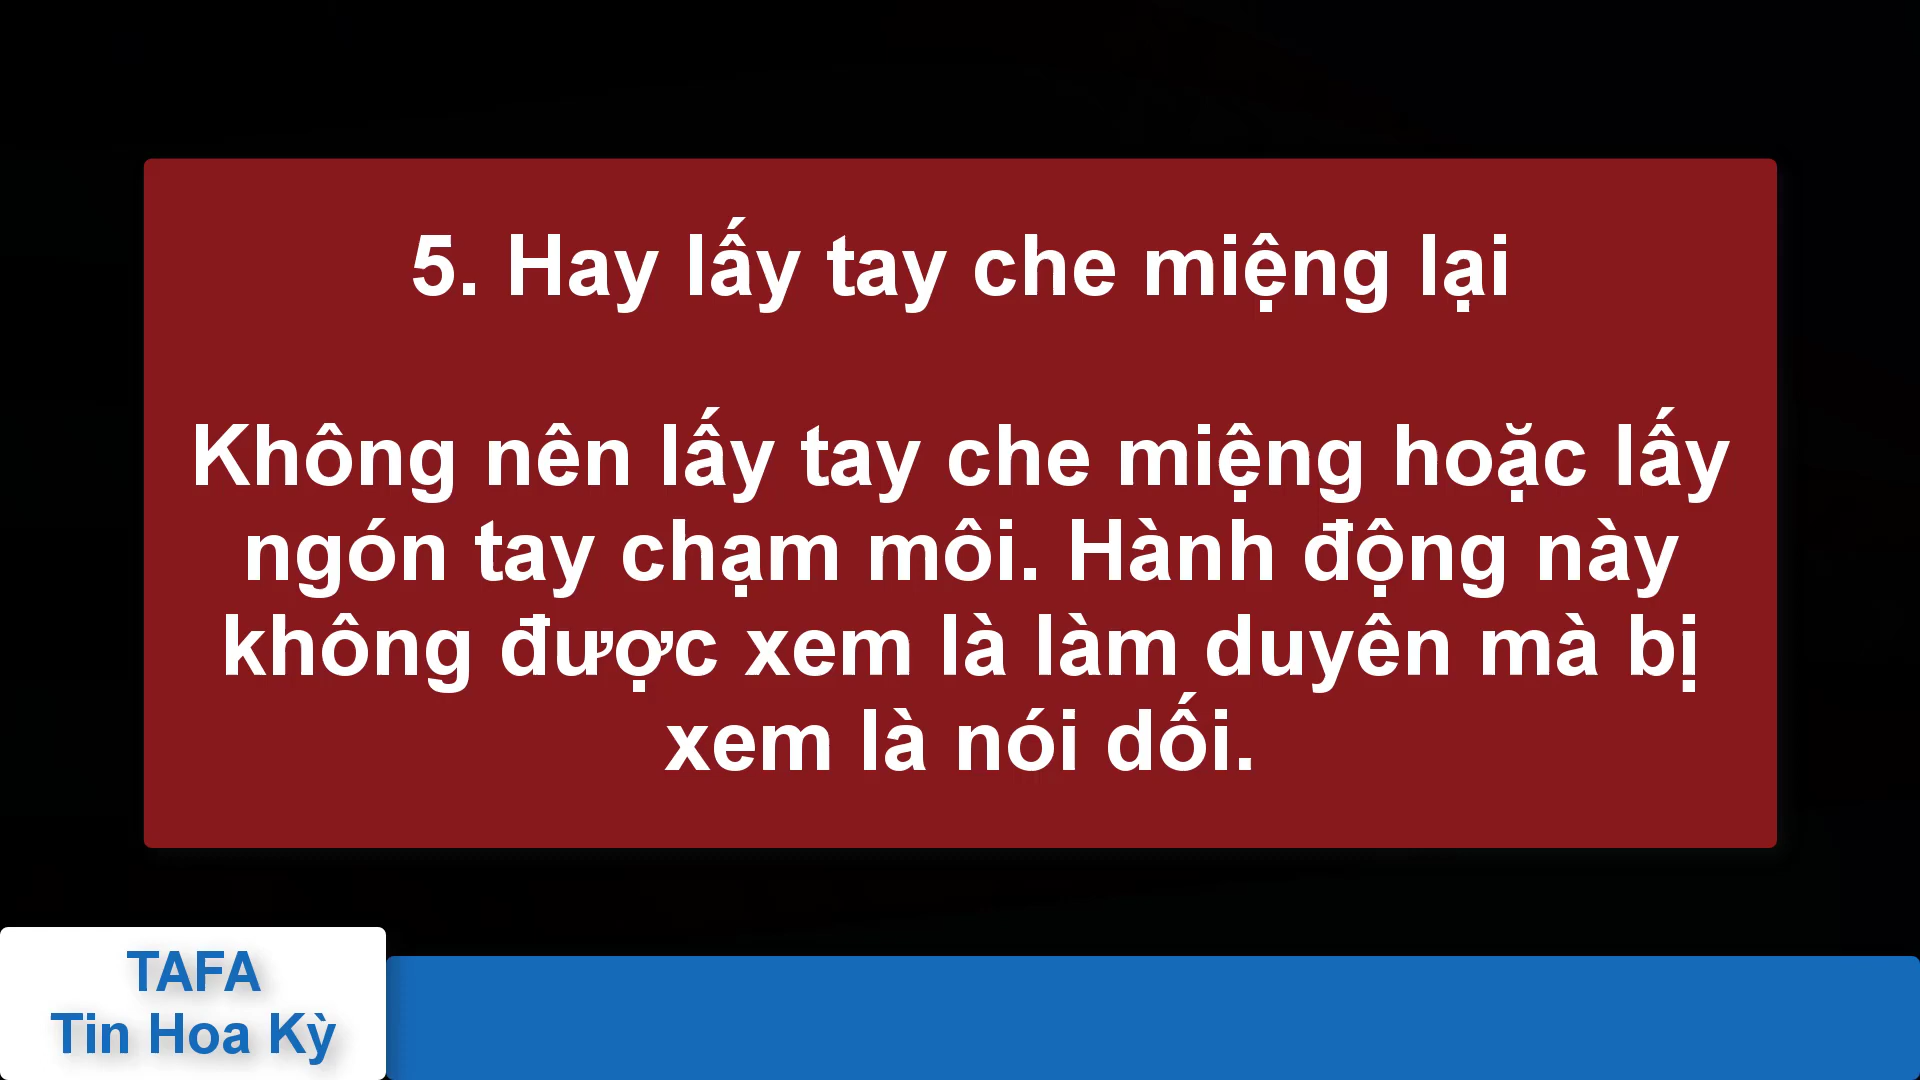 5. Hay lấy tay che miệng lại
Không nên lấy tay che miệng hoặc lấy
ngón tay chạm môi. Hành động này
không được xem là làm duyên mà bị
xem là nói dối.
TAFA
Tin Hoa Kỳ